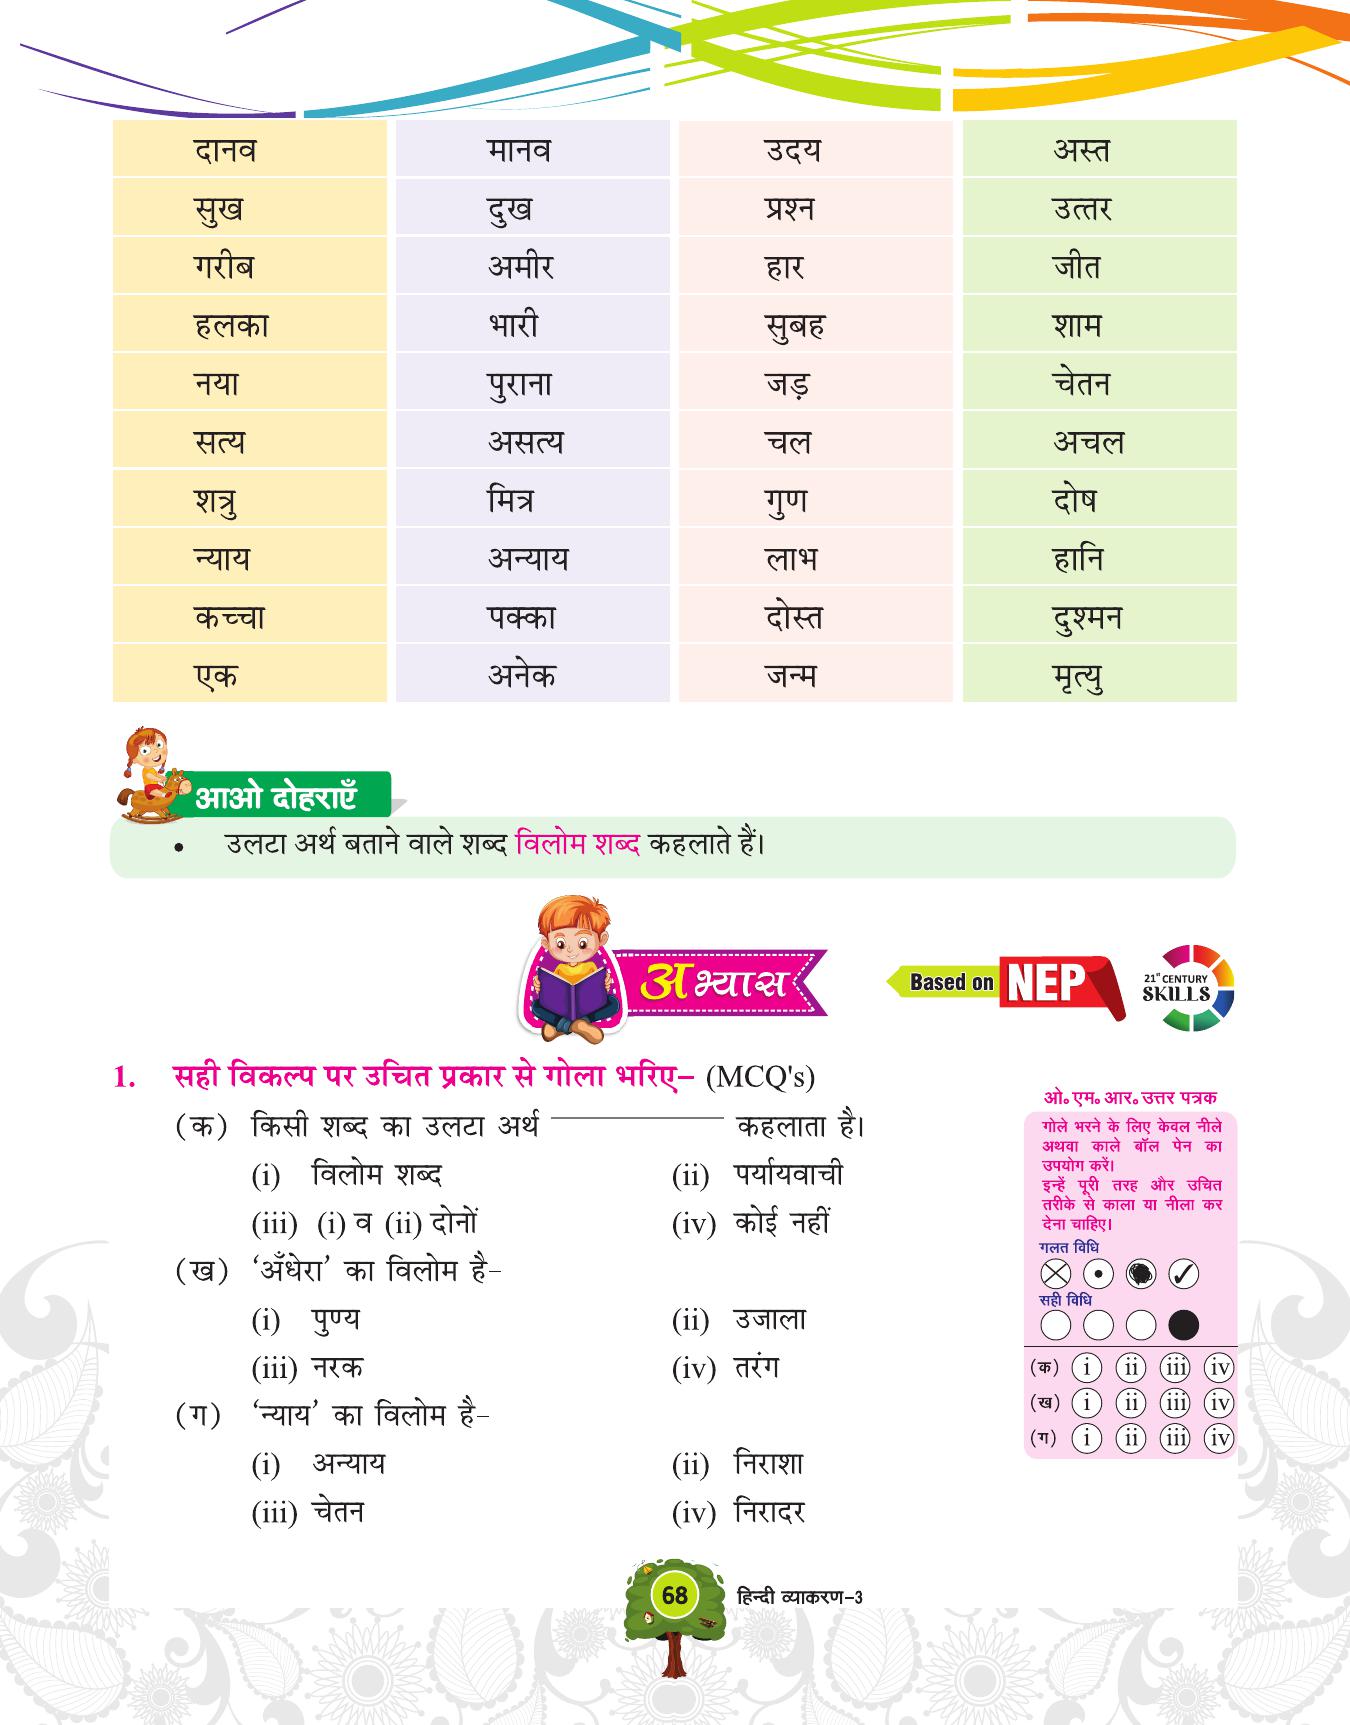 दानव मानव उदय अस्त
सुख दुख प्रश्न उत्तर
गरीब अमीर हार जीत
हलका भारी सुबह शाम
नया पुराना जड़ चेतन
सत्य असत्य चल अचल
शत्रु मित्र गुण दोष
न्याय अन्याय लाभ हानि
कच्चा पक्का दोस्त दुश्मन
एक अनेक जन्म मृत्यु
आओ दोहराएँ
• उलटा अर्थ बताने वाले शब्द विलोम शब्द कहलाते हैं।
अभ्यास
Based on NEP
21st CENTURY
SKILLS
1. सही विकल्प पर उचित प्रकार से गोला भरिए– (MCQ's)
(क) किसी शब्द का उलटा अर्थ ____________ कहलाता है।
(i) विलोम शब्द (ii) पर्यायवाची
(iii) (i) व (ii) दोनों (iv) कोई नहीं
(ख) ‘अँधेरा’ का विलोम है–
(i) पुण्य (ii) उजाला
(iii) नरक (iv) तरंग
(ग) ‘न्याय’ का विलोम है–
(i) अन्याय (ii) निराशा
(iii) चेतन (iv) निरादर
ओ॰एम॰आर॰उत्तर पत्रक
गोले भरने के लिए केवल नीले
अथवा काले बॉल पेन का
उपयोग करें।
इन्हें पूरी तरह और उचित
तरीके से काला या नीला कर
देना चाहिए।
गलत विधि
सही विधि
(क) i ii iii iv
(ख) i ii iii iv
(ग) i ii iii iv
68 हिन्दी व्याकरण–3